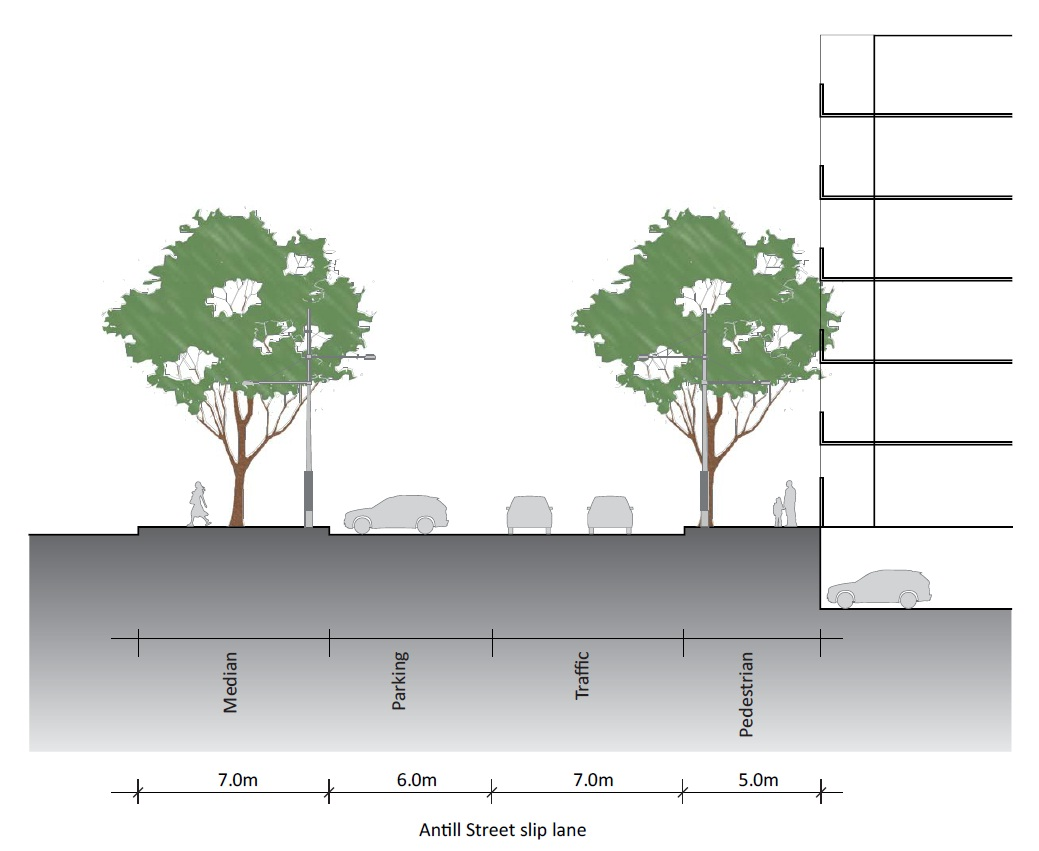 Median
Parking
Traffic
Pedestrian
7.0m
6.0m
7.0m
5.0m
Antill Street slip lane